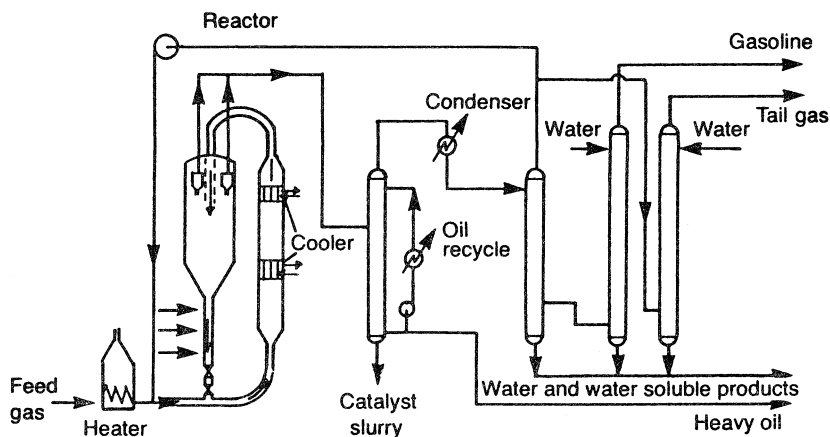 Reactor
Gasoline
Tail gas
Condenser
Water
Water
Cooler
Oil
recycle
Feed
gas
Heater
Catalyst
slurry
Water and water soluble products
Heavy oil